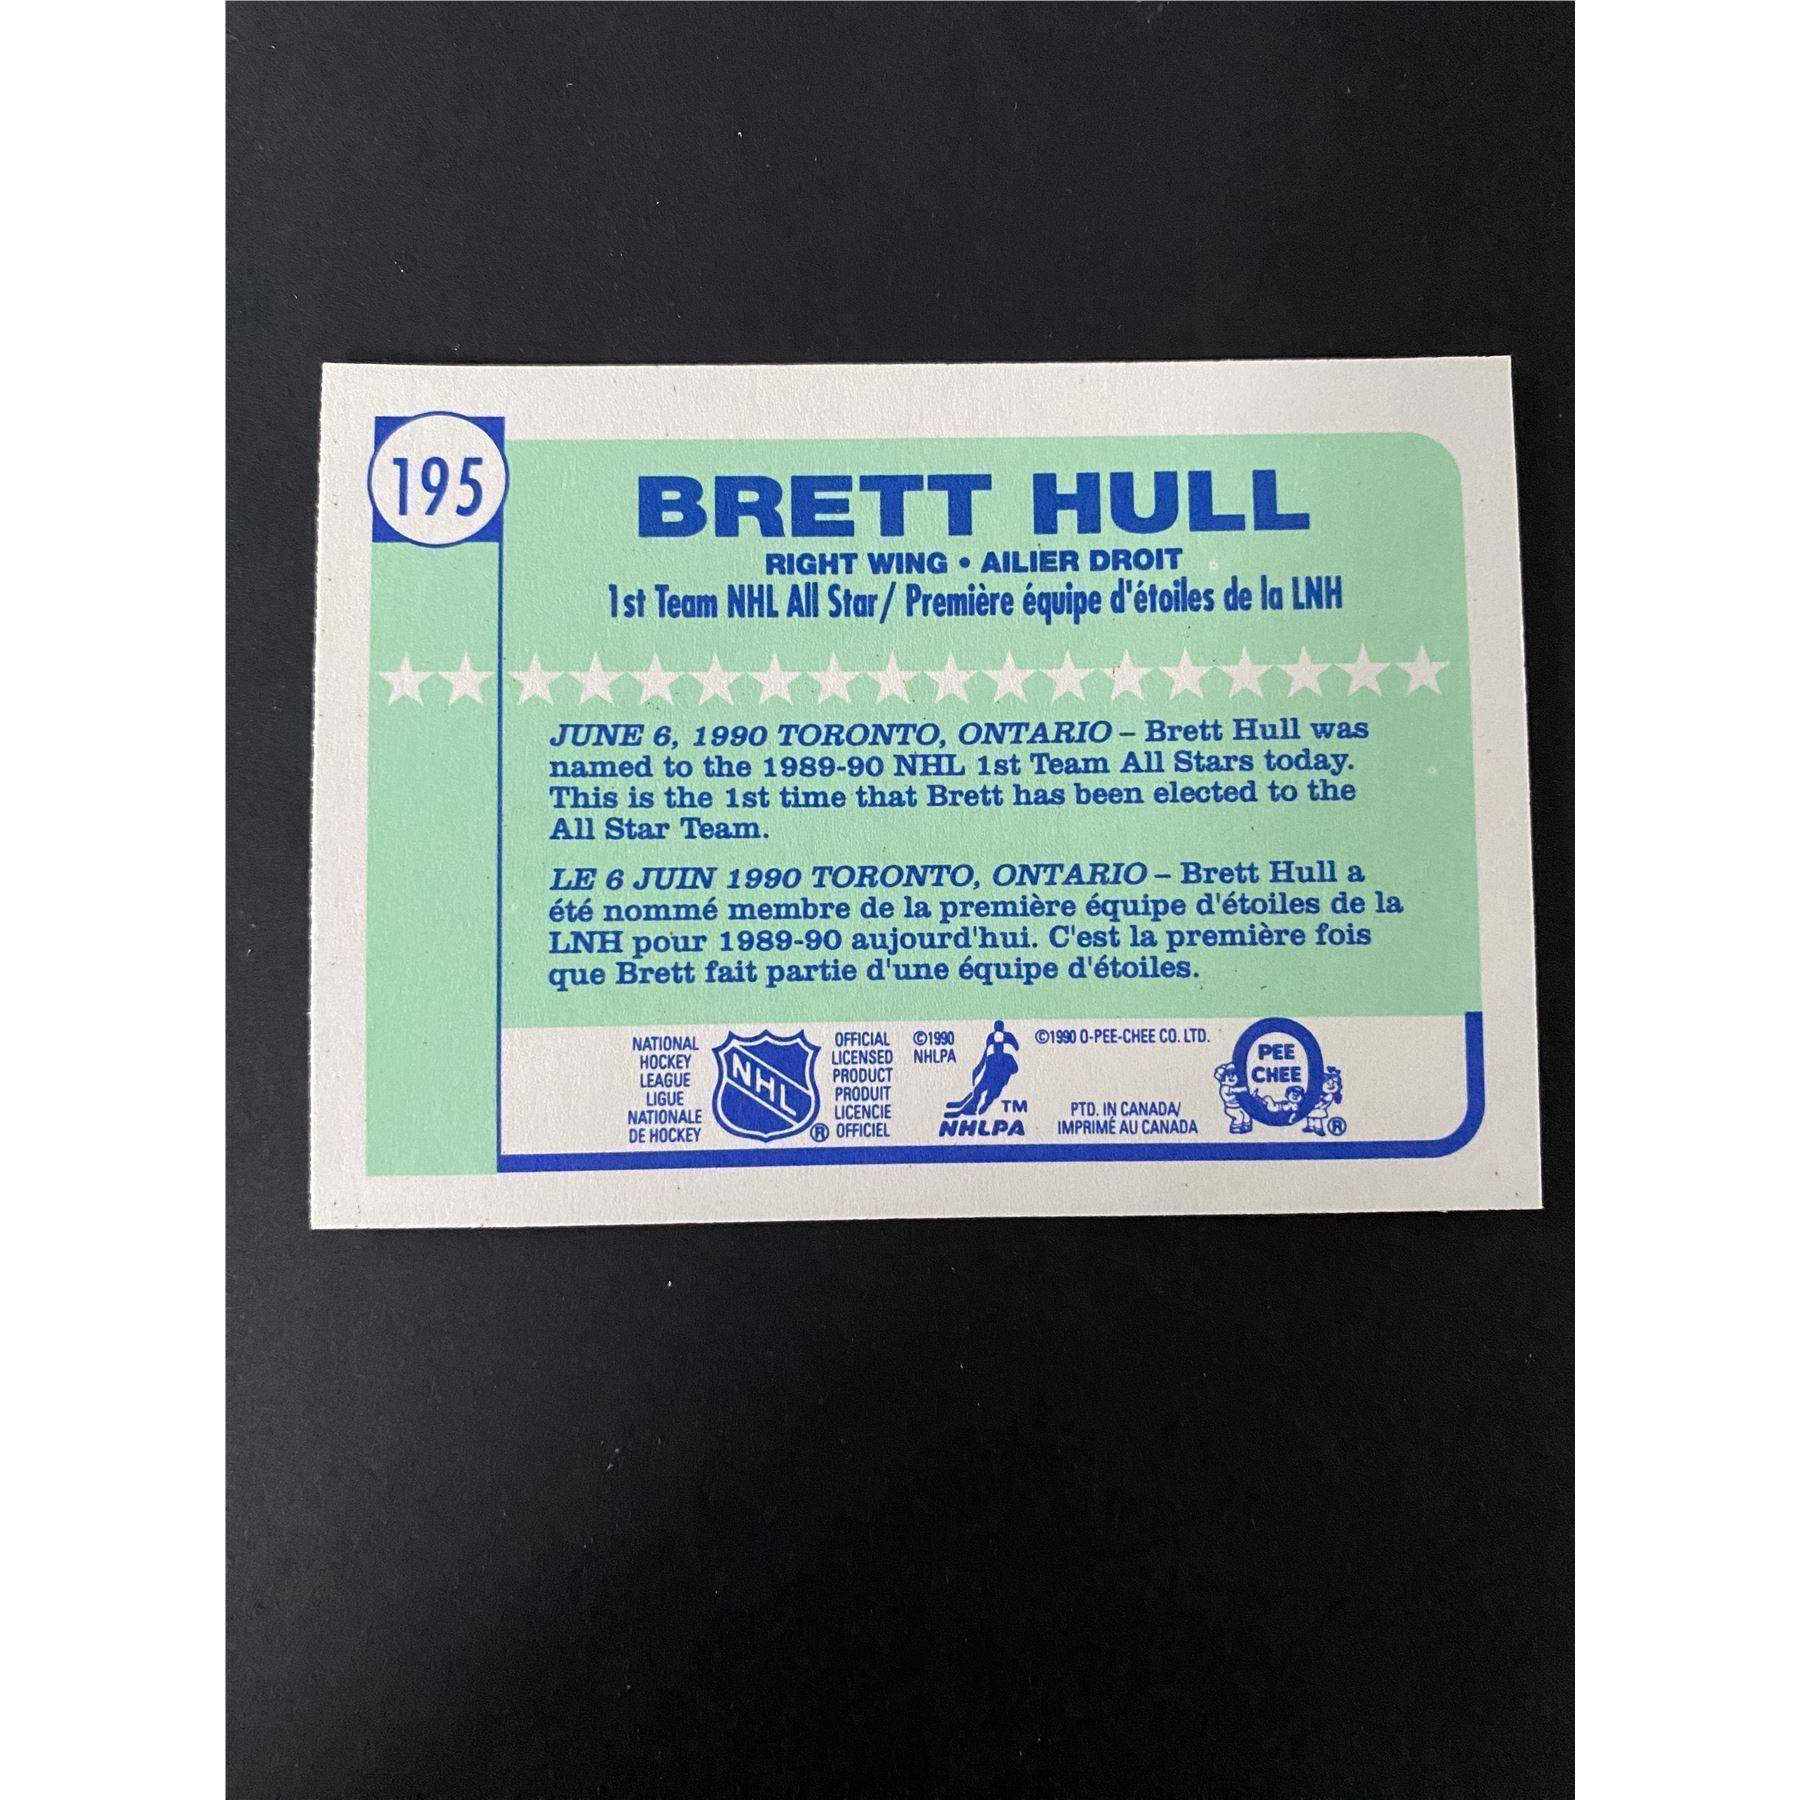 195
BRETT HULL
RIGHT WING • AILIER DROIT
1st Team NHL All Star/ Première équipe d'étoiles de la LNH
JUNE 6, 1990 TORONTO, ONTARIO – Brett Hull was
named to the 1989-90 NHL 1st Team All Stars today.
This is the 1st time that Brett has been elected to the
All Star Team.
LE 6 JUIN 1990 TORONTO, ONTARIO – Brett Hull a
été nommé membre de la première équipe d'étoiles de la
LNH pour 1989-90 aujourd'hui. C'est la première fois
que Brett fait partie d'une équipe d'étoiles.
NATIONAL
HOCKEY
LEAGUE
LIGUE
NATIONALE
DE HOCKEY
NHL
®
OFFICIAL
LICENSED
PRODUCT
PRODUIT
LICENCIE
OFFICIEL
©1990
NHLPA
TM
NHLPA
©1990 O-PEE-CHEE CO. LTD.
PTD. IN CANADA/
IMPRIMÉ AU CANADA
O
PEE
CHEE
®